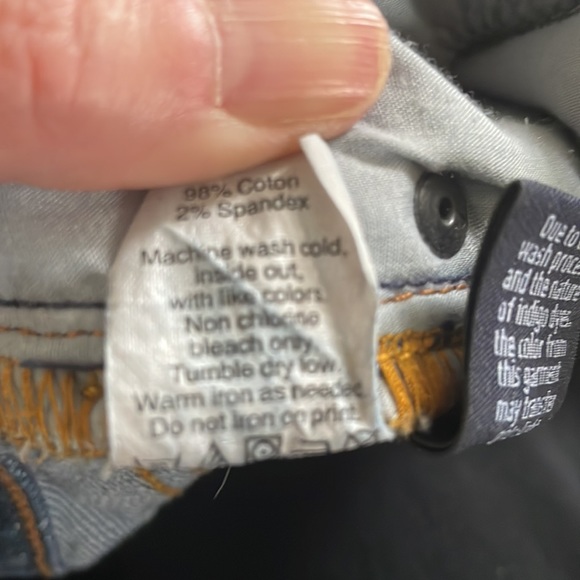 98% Coton
2% Spandex
Machine wash cold,
inside out,
with like colors.
Non chlorine
bleach only.
Tumble dry low.
Warm iron as needed.
Do not iron on print.
Due to
wash proce
and the nature
of indigo dyes,
the color from
this garment
may transfer